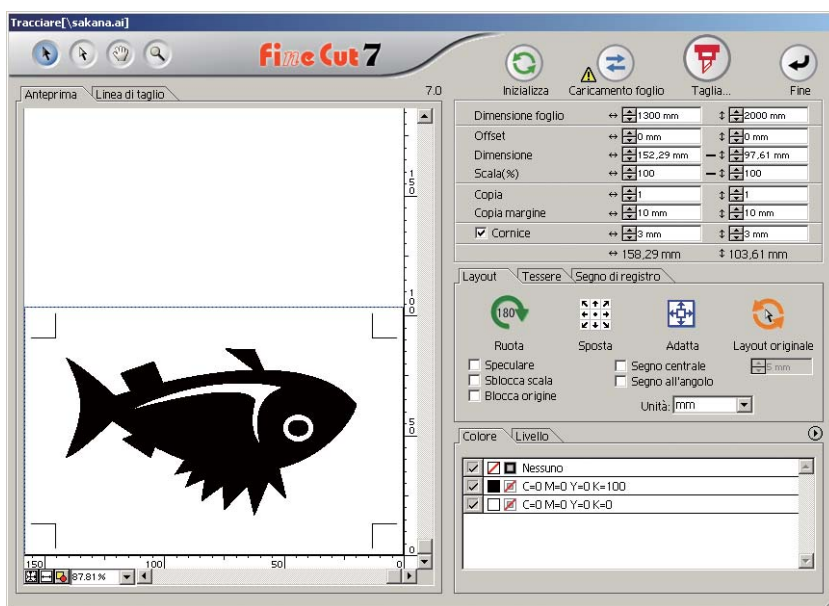 Tracciare[\sakana.ai]
FineCut 7
Inizializza Caricamento foglio Taglia... Fine
Anteprima Linea di taglio 7.0
Dimensione foglio 1300 mm 2000 mm
Offset 0 mm 0 mm
Dimensione 152,29 mm 97,61 mm
Scala(%) 100 100
Copia 1 1
Copia margine 10 mm 10 mm
Cornice 3 mm 3 mm
158,29 mm 103,61 mm
Layout Tessere Segno di registro
180°
Ruota Sposta Adatta Layout originale
Speculare Segno centrale 5 mm
Sblocca scala Segno all'angolo
Blocca origine
Unità: mm
Colore Livello
Nessuno
C=0 M=0 Y=0 K=100
C=0 M=0 Y=0 K=0
150
100
50
0
150 100 50 0
87.81%